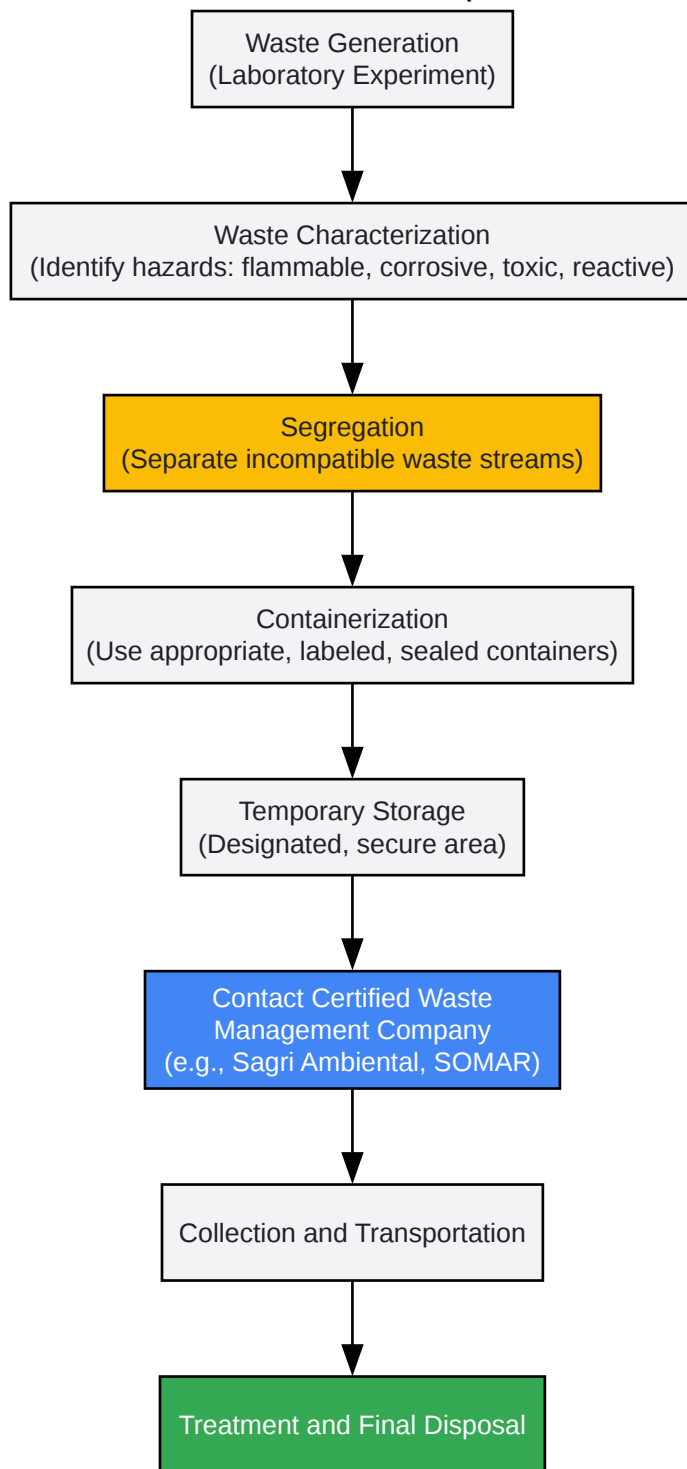 Waste Generation
(Laboratory Experiment)
Waste Characterization
(Identify hazards: flammable, corrosive, toxic, reactive)
Segregation
(Separate incompatible waste streams)
Containerization
(Use appropriate, labeled, sealed containers)
Temporary Storage
(Designated, secure area)
Contact Certified Waste
Management Company
(e.g., Sagri Ambiental, SOMAR)
Collection and Transportation
Treatment and Final Disposal